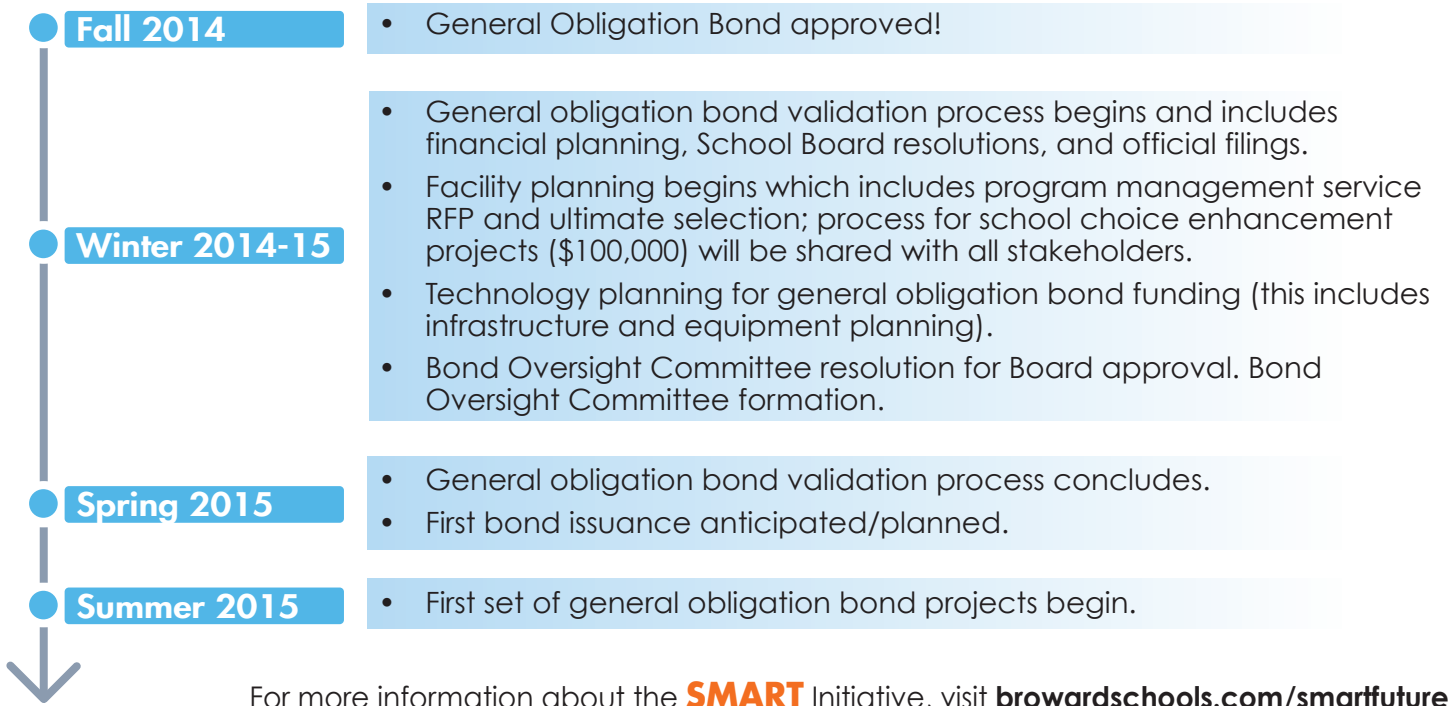 Fall 2014
• General Obligation Bond approved!
Winter 2014-15
• General obligation bond validation process begins and includes
financial planning, School Board resolutions, and official filings.
• Facility planning begins which includes program management service
RFP and ultimate selection; process for school choice enhancement
projects ($100,000) will be shared with all stakeholders.
• Technology planning for general obligation bond funding (this includes
infrastructure and equipment planning).
• Bond Oversight Committee resolution for Board approval. Bond
Oversight Committee formation.
Spring 2015
• General obligation bond validation process concludes.
• First bond issuance anticipated/planned.
Summer 2015
• First set of general obligation bond projects begin.
For more information about the SMART Initiative, visit browardschools.com/smartfuture